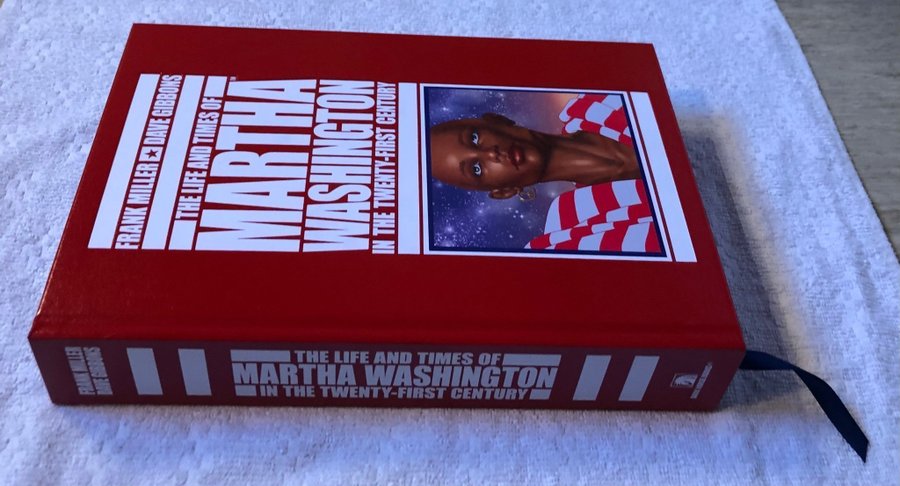 FRANK MILLER ★ DAVE GIBBONS
THE LIFE AND TIMES OF
MARTHA
WASHINGTON
IN THE TWENTY-FIRST CENTURY
FRANK MILLER
DAVE GIBBONS
THE LIFE AND TIMES OF
MARTHA WASHINGTON
IN THE TWENTY-FIRST CENTURY